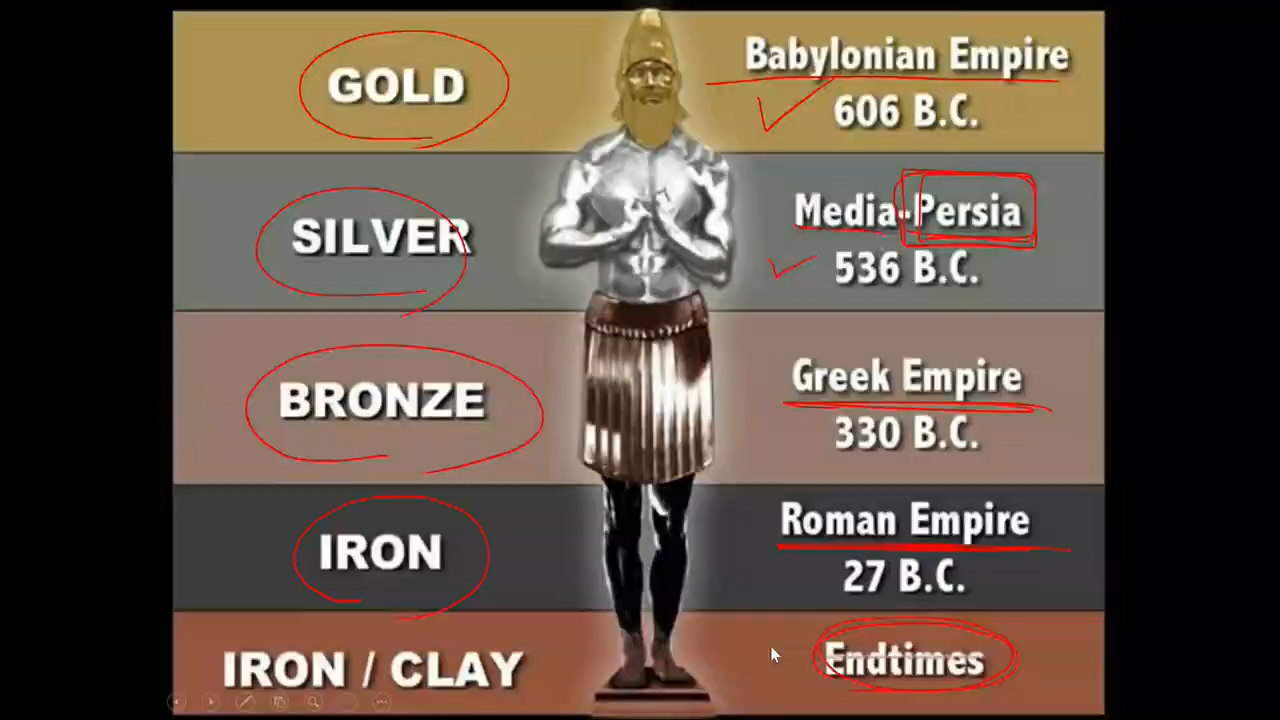 GOLD
Babylonian Empire
606 B.C.
SILVER
Media-Persia
536 B.C.
BRONZE
Greek Empire
330 B.C.
IRON
Roman Empire
27 B.C.
IRON / CLAY
Endtimes